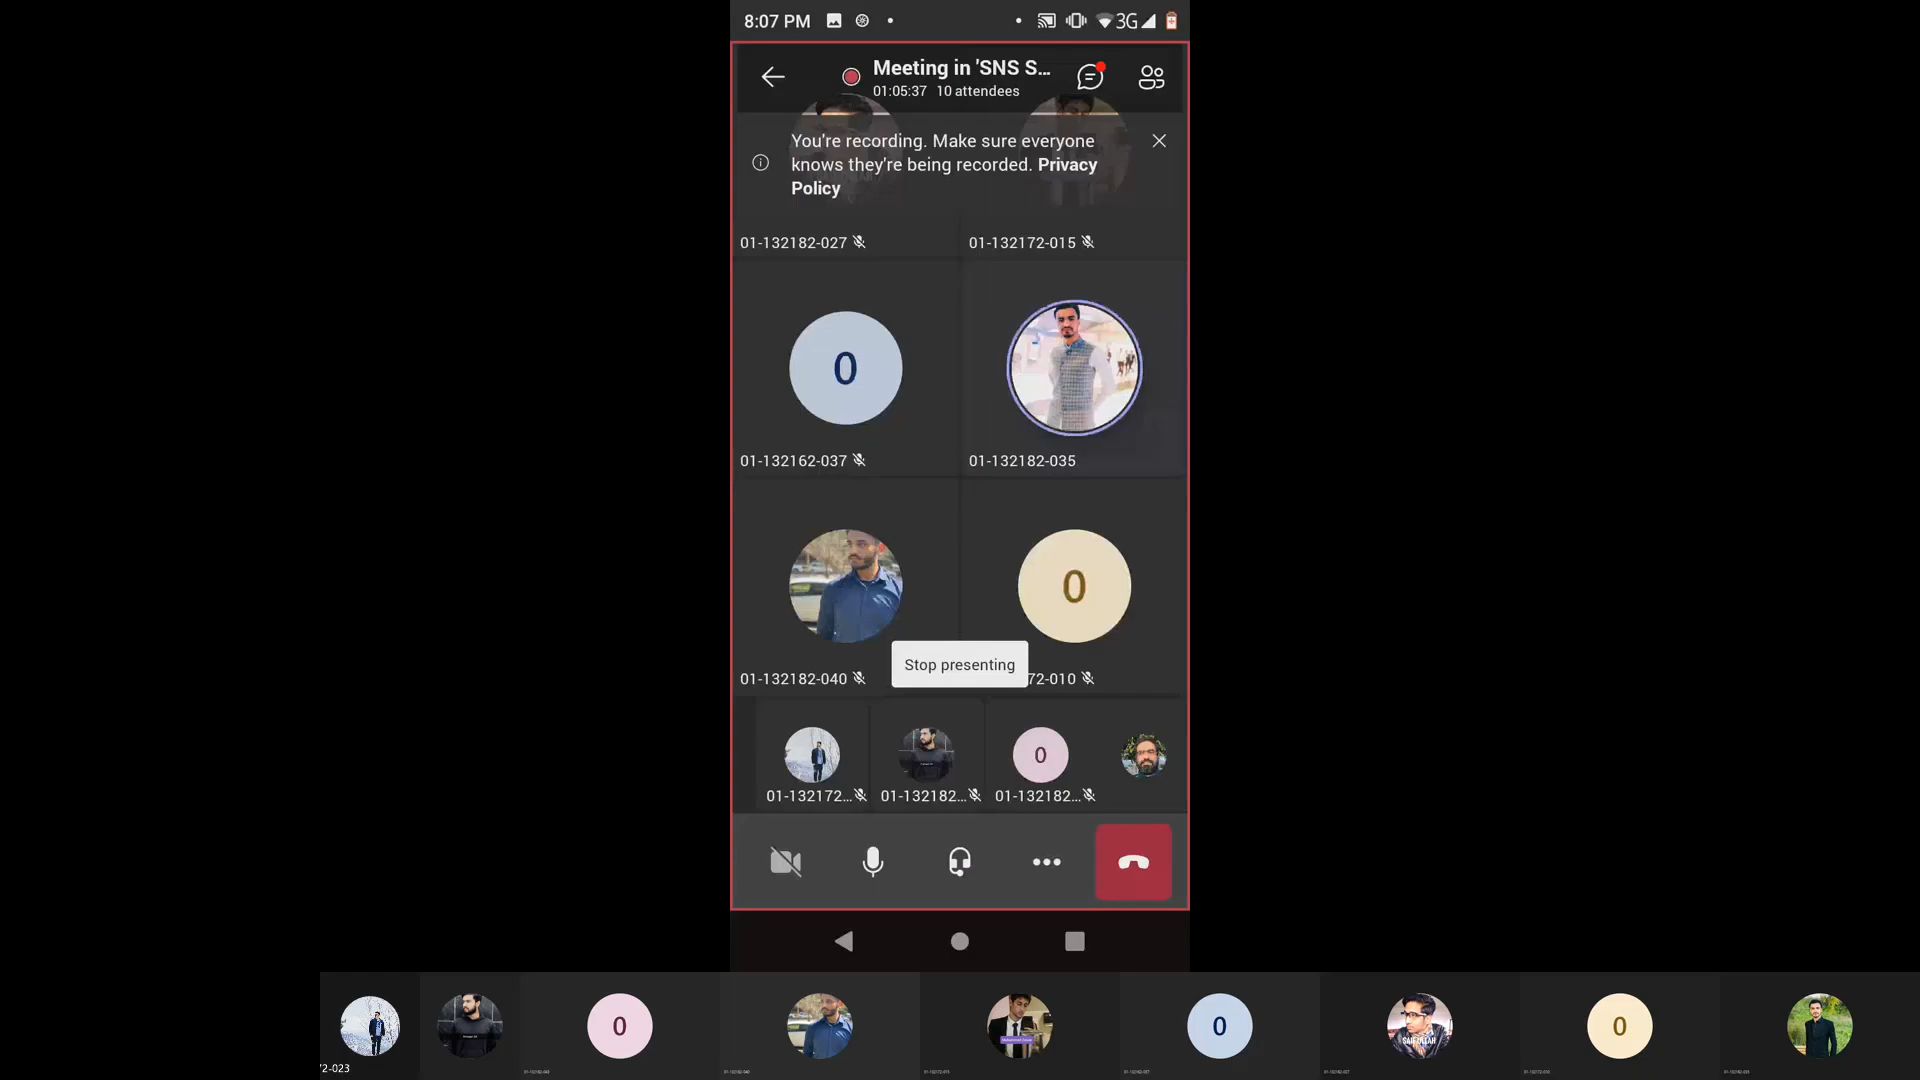 8:07 PM
3G
Meeting in 'SNS S...
01:05:37 10 attendees
You're recording. Make sure everyone
knows they're being recorded. Privacy
Policy
01-132182-027
01-132172-015
0
01-132162-037
01-132182-035
0
01-132182-040
72-010
Stop presenting
0
01-132172...
01-132182...
01-132182...
0
0
SAIFULLAH
0
2-023